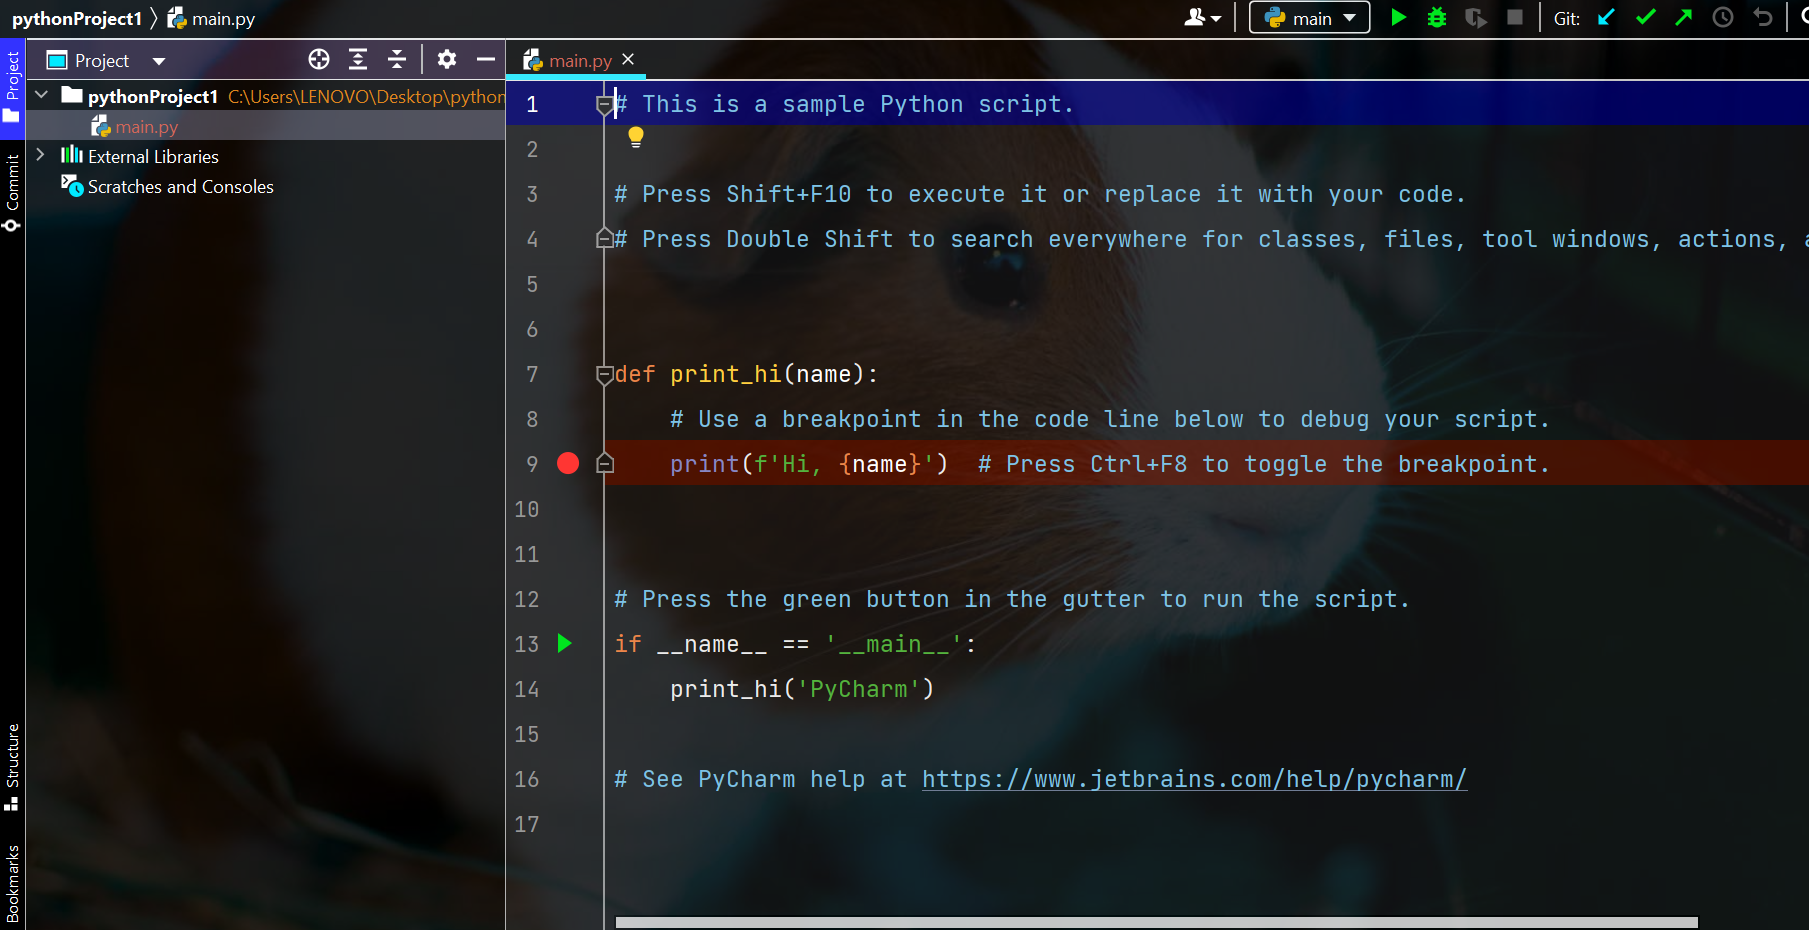 pythonProject1 main.py
main
Git:
Project
Project
main.py
pythonProject1 C:\Users\LENOVO\Desktop\python
main.py
External Libraries
Scratches and Consoles
Commit
Structure
Bookmarks
1 # This is a sample Python script.
2
3 # Press Shift+F10 to execute it or replace it with your code.
4 # Press Double Shift to search everywhere for classes, files, tool windows, actions, a
5
6
7 def print_hi(name):
8 # Use a breakpoint in the code line below to debug your script.
9 print(f'Hi, {name}') # Press Ctrl+F8 to toggle the breakpoint.
10
11
12 # Press the green button in the gutter to run the script.
13 if __name__ == '__main__':
14 print_hi('PyCharm')
15
16 # See PyCharm help at https://www.jetbrains.com/help/pycharm/
17